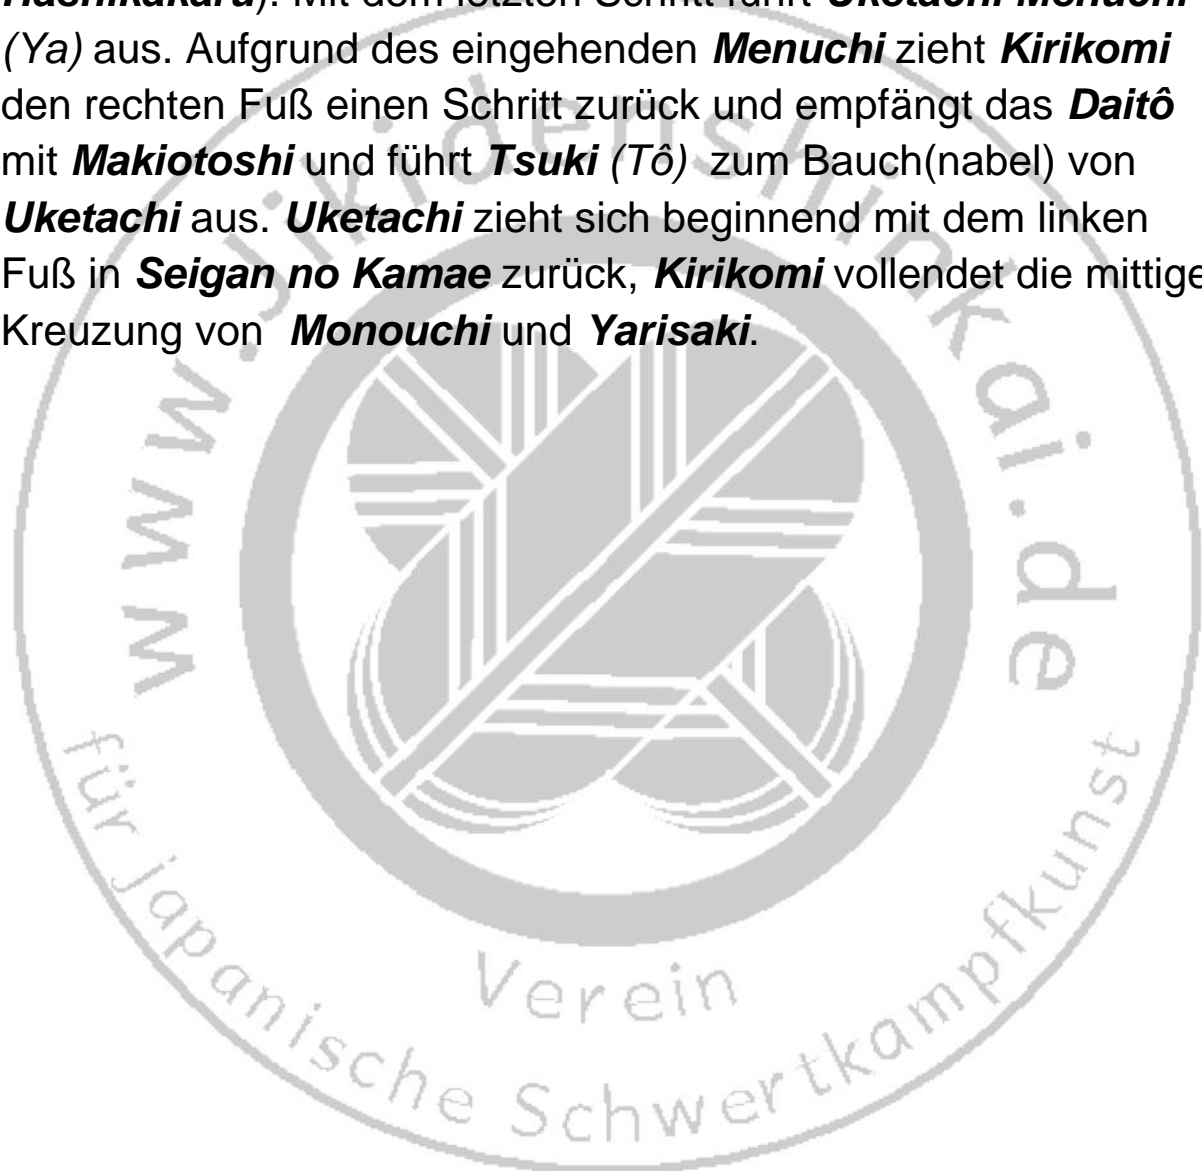 Hashikakaru). Mit dem letzten Schritt führt Uketachi Menuchi
(Ya) aus. Aufgrund des eingehenden Menuchi zieht Kirikomi
den rechten Fuß einen Schritt zurück und empfängt das Daitô
mit Makiotoshi und führt Tsuki (Tô) zum Bauch(nabel) von
Uketachi aus. Uketachi zieht sich beginnend mit dem linken
Fuß in Seigan no Kamae zurück, Kirikomi vollendet die mittige
Kreuzung von Monouchi und Yarisaki.
www.Jikidenshinkai.de
Verein
für japanische Schwertkampfkunst